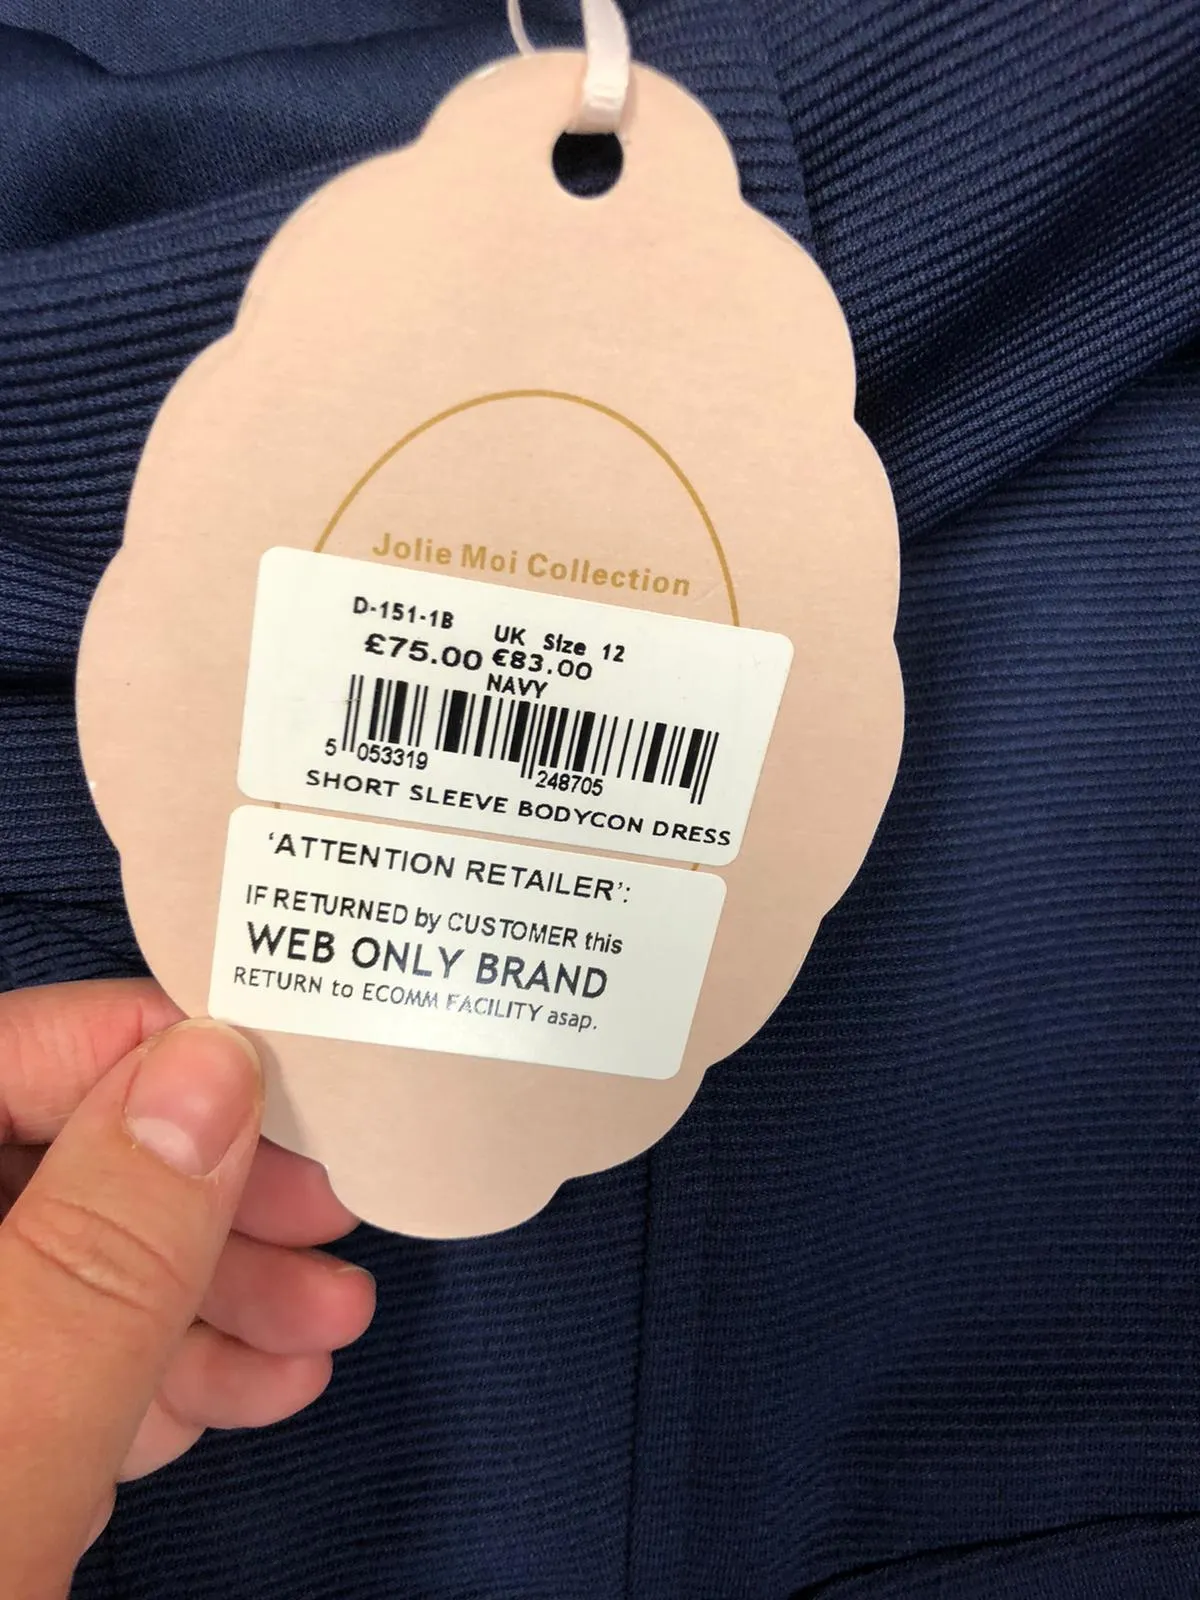 Jolie Moi Collection
D-151-1B UK Size 12
£75.00 €83.00
NAVY
5 053319 248705
SHORT SLEEVE BODYCON DRESS
'ATTENTION RETAILER':
IF RETURNED by CUSTOMER this
WEB ONLY BRAND
RETURN to ECOMM FACILITY asap.